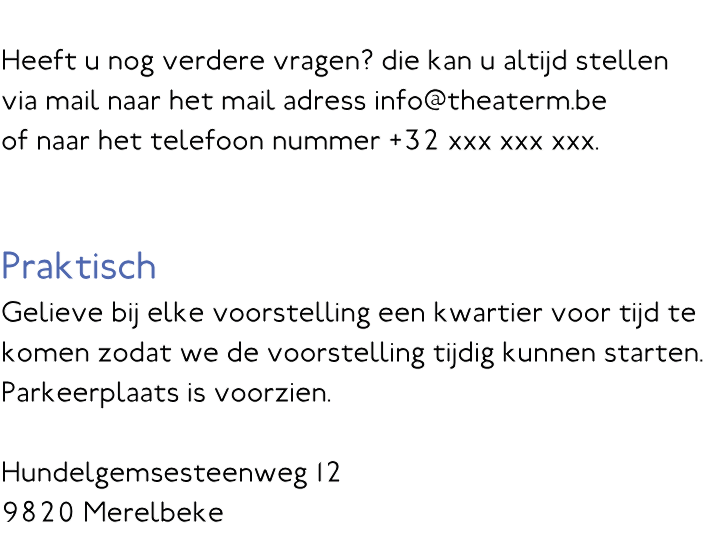 Heeft u nog verdere vragen? die kan u altijd stellen
via mail naar het mail adress info@theaterm.be
of naar het telefoon nummer +32 xxx xxx xxx.
Praktisch
Gelieve bij elke voorstelling een kwartier voor tijd te
komen zodat we de voorstelling tijdig kunnen starten.
Parkeerplaats is voorzien.
Hundelgemsesteenweg 12
9820 Merelbeke